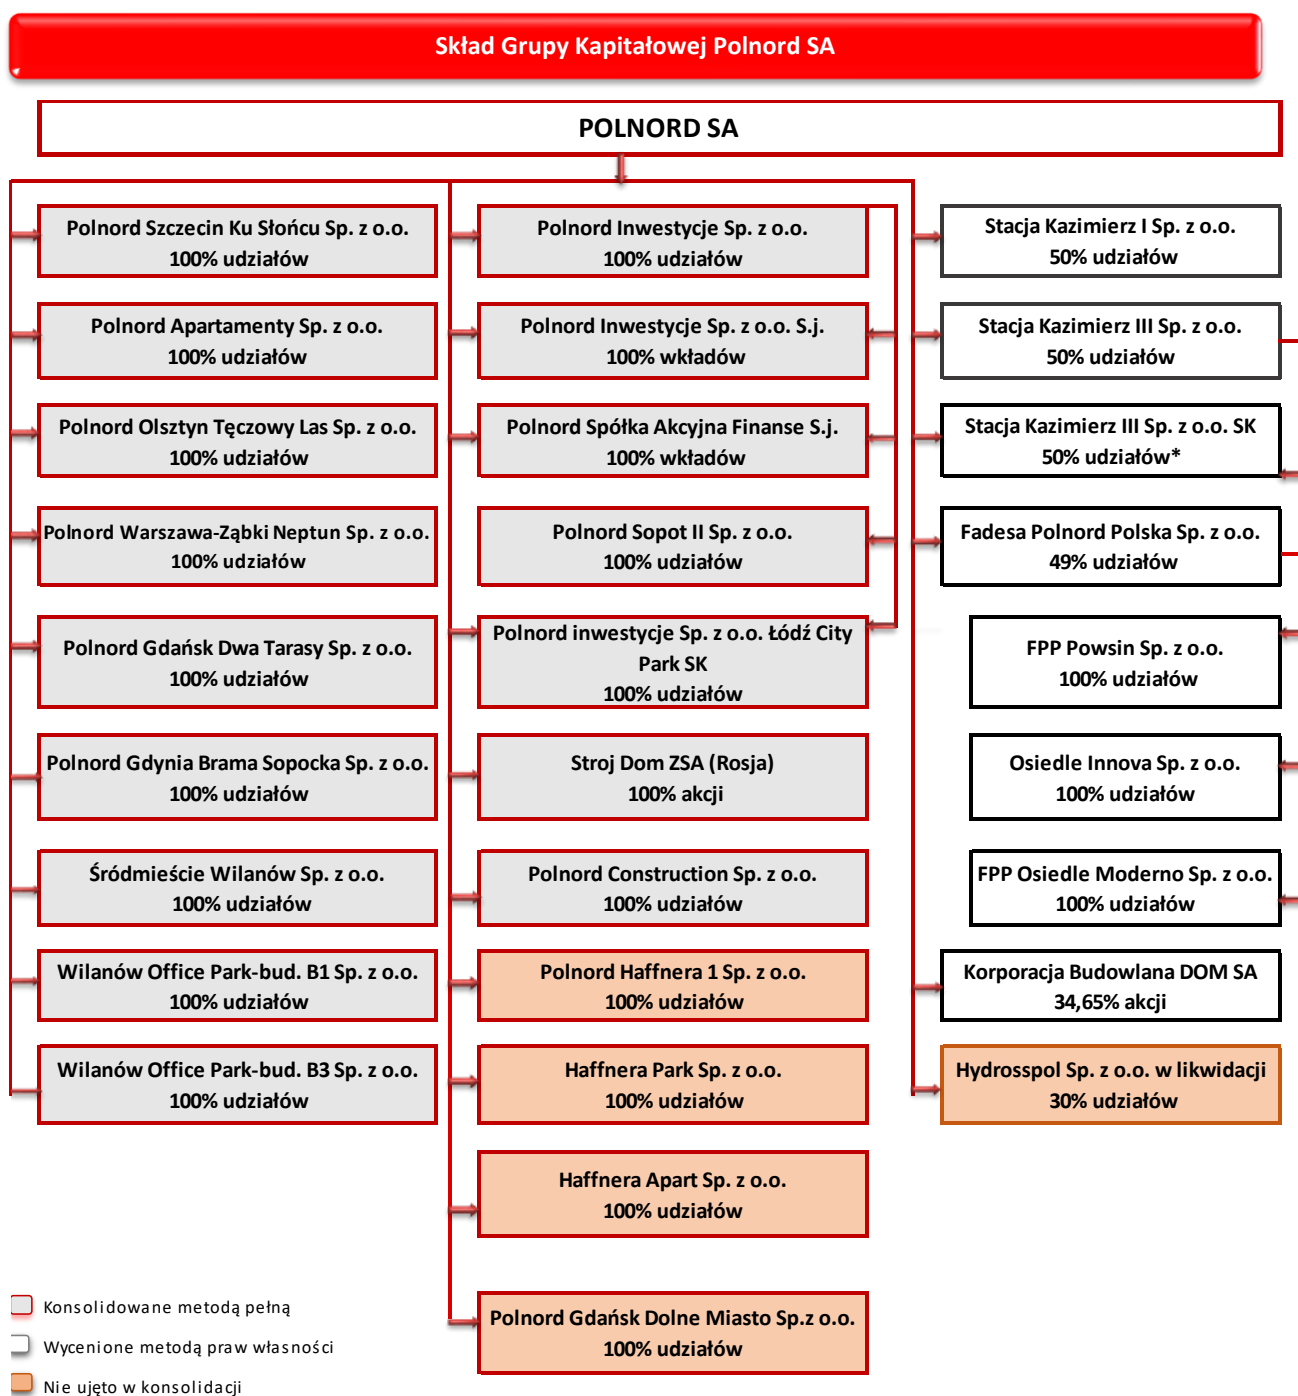 Skład Grupy Kapitałowej Polnord SA
POLNORD SA
Polnord Szczecin Ku Słońcu Sp. z o.o.
100% udziałów
Polnord Apartamenty Sp. z o.o.
100% udziałów
Polnord Olsztyn Tęczowy Las Sp. z o.o.
100% udziałów
Polnord Warszawa-Ząbki Neptun Sp. z o.o.
100% udziałów
Polnord Gdańsk Dwa Tarasy Sp. z o.o.
100% udziałów
Polnord Gdynia Brama Sopocka Sp. z o.o.
100% udziałów
Śródmieście Wilanów Sp. z o.o.
100% udziałów
Wilanów Office Park-bud. B1 Sp. z o.o.
100% udziałów
Wilanów Office Park-bud. B3 Sp. z o.o.
100% udziałów
Polnord Inwestycje Sp. z o.o.
100% udziałów
Polnord Inwestycje Sp. z o.o. S.j.
100% wkładów
Polnord Spółka Akcyjna Finanse S.j.
100% wkładów
Polnord Sopot II Sp. z o.o.
100% udziałów
Polnord inwestycje Sp. z o.o. Łódź City
Park SK
100% udziałów
Stroj Dom ZSA (Rosja)
100% akcji
Polnord Construction Sp. z o.o.
100% udziałów
Polnord Haffnera 1 Sp. z o.o.
100% udziałów
Haffnera Park Sp. z o.o.
100% udziałów
Haffnera Apart Sp. z o.o.
100% udziałów
Polnord Gdańsk Dolne Miasto Sp.z o.o.
100% udziałów
Stacja Kazimierz I Sp. z o.o.
50% udziałów
Stacja Kazimierz III Sp. z o.o.
50% udziałów
Stacja Kazimierz III Sp. z o.o. SK
50% udziałów*
Fadesa Polnord Polska Sp. z o.o.
49% udziałów
FPP Powsin Sp. z o.o.
100% udziałów
Osiedle Innova Sp. z o.o.
100% udziałów
FPP Osiedle Moderno Sp. z o.o.
100% udziałów
Korporacja Budowlana DOM SA
34,65% akcji
Hydrosspol Sp. z o.o. w likwidacji
30% udziałów
Konsolidowane metodą pełną
Wycenione metodą praw własności
Nie ujęto w konsolidacji